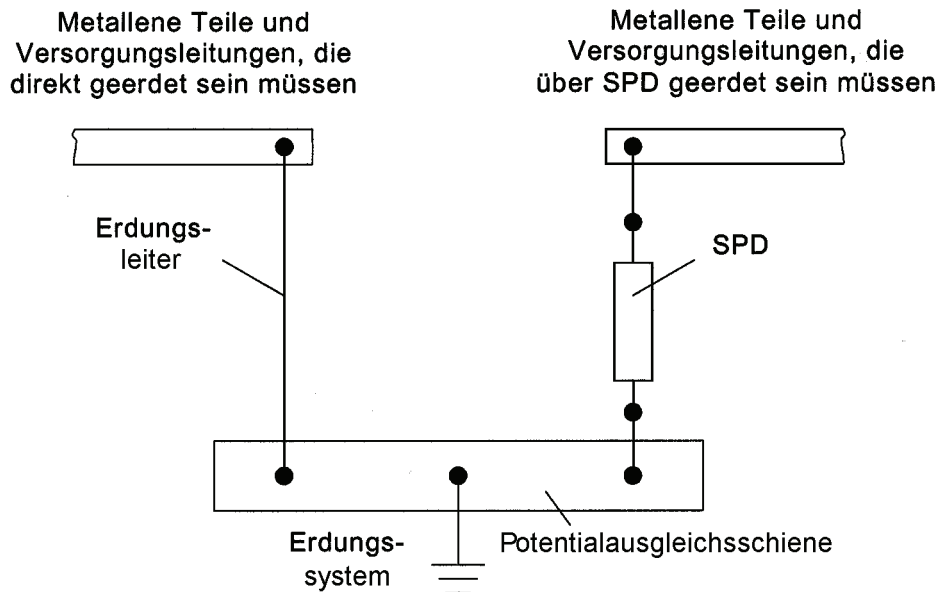 Metallene Teile und
Versorgungsleitungen, die
direkt geerdet sein müssen
Metallene Teile und
Versorgungsleitungen, die
über SPD geerdet sein müssen
Erdungs-
leiter
SPD
Erdungs-
system
Potentialausgleichsschiene